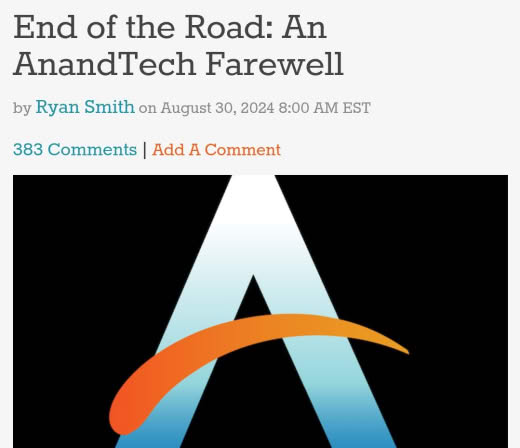 End of the Road: An
AnandTech Farewell
by Ryan Smith on August 30, 2024 8:00 AM EST
383 Comments | Add A Comment